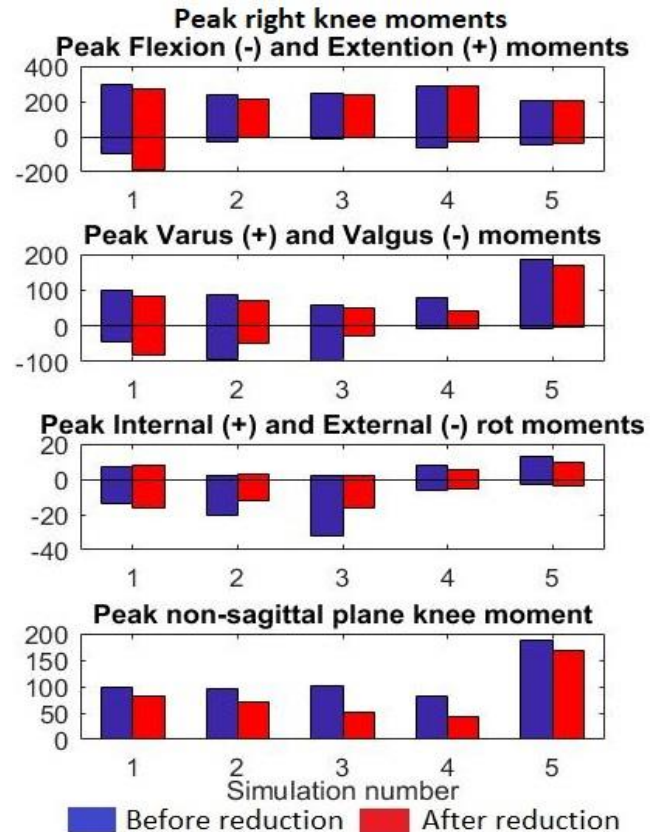 Peak right knee moments
Peak Flexion (-) and Extention (+) moments
400
200
0
-200
1 2 3 4 5
Peak Varus (+) and Valgus (-) moments
200
100
0
-100
1 2 3 4 5
Peak Internal (+) and External (-) rot moments
20
0
-20
-40
1 2 3 4 5
Peak non-sagittal plane knee moment
200
150
100
50
0
1 2 3 4 5
Simulation number
Before reduction After reduction